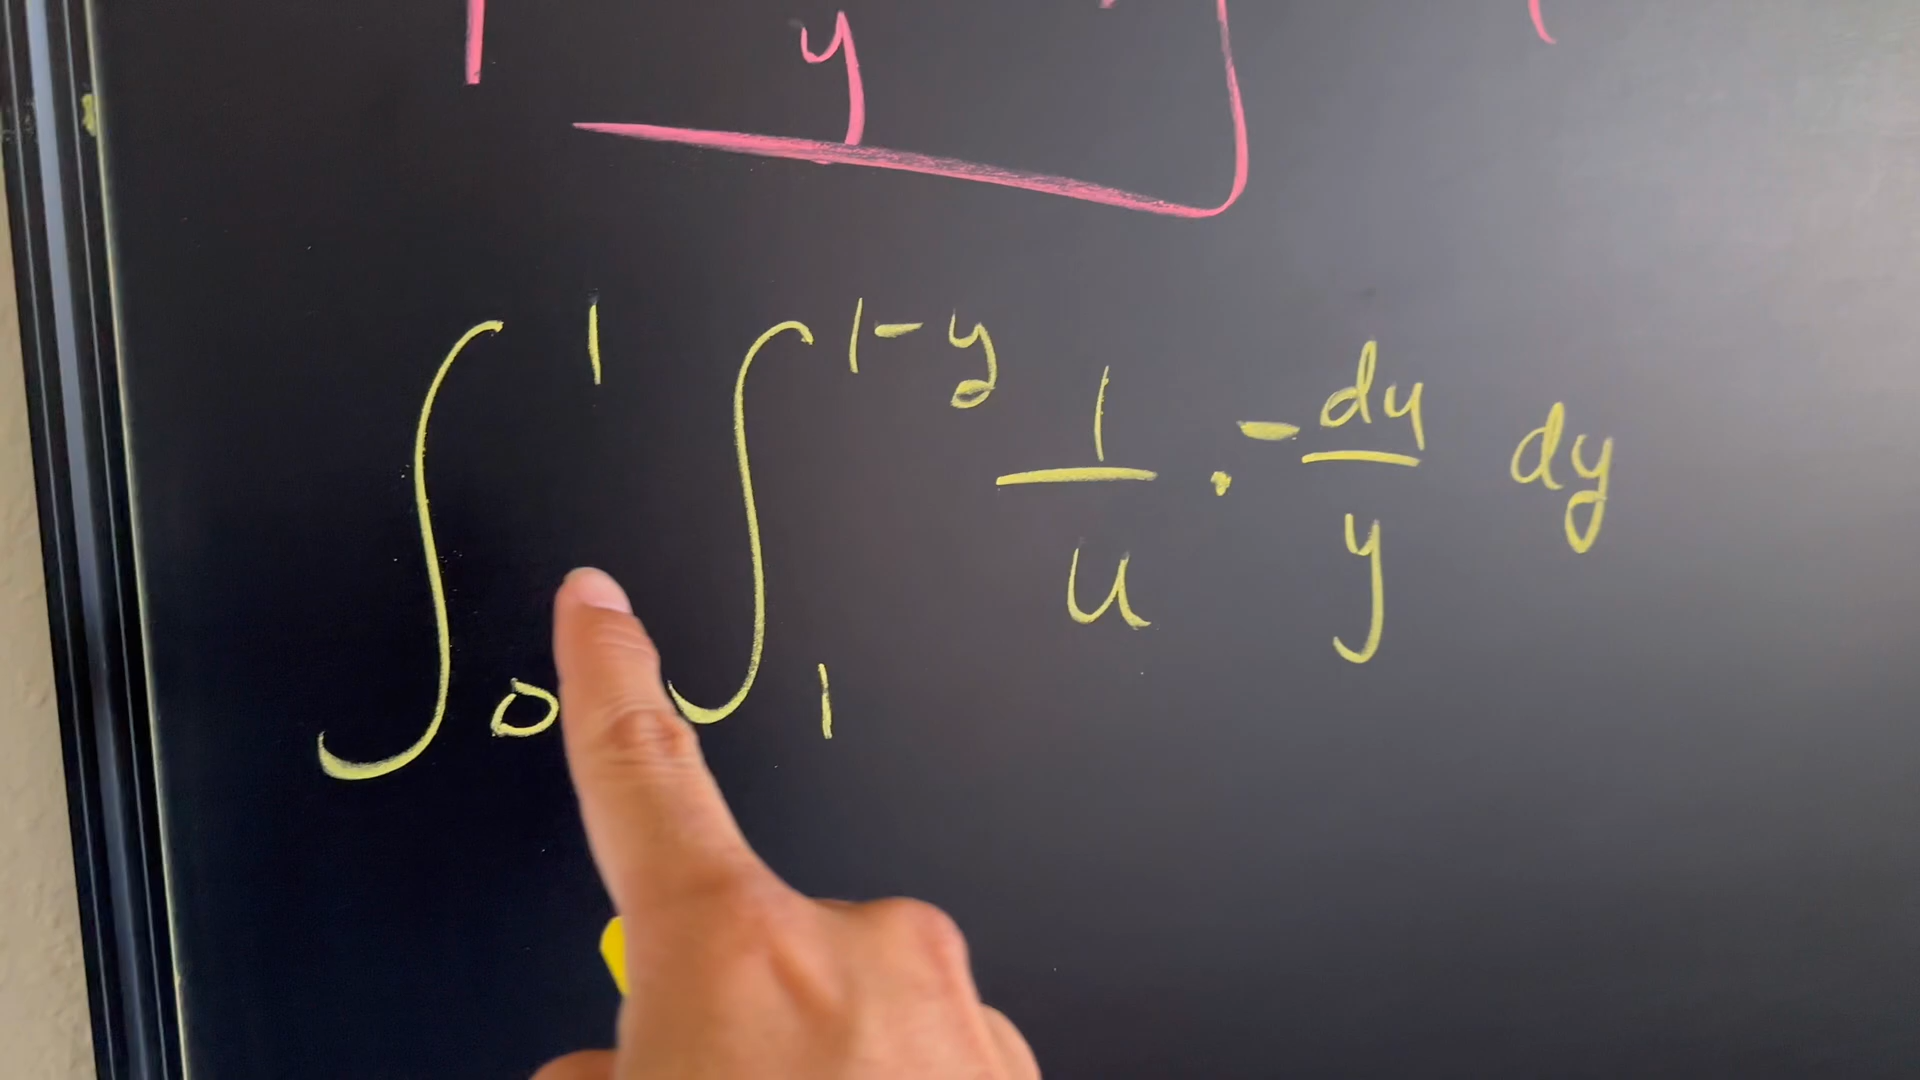 y
∫₀¹ ∫₁^{1-y} 1/u · -du/y dy